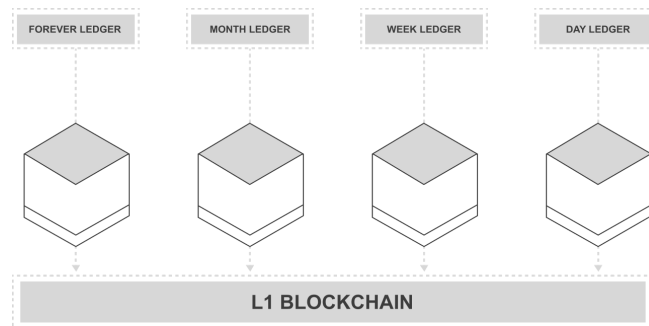 FOREVER LEDGER
MONTH LEDGER
WEEK LEDGER
DAY LEDGER
L1 BLOCKCHAIN